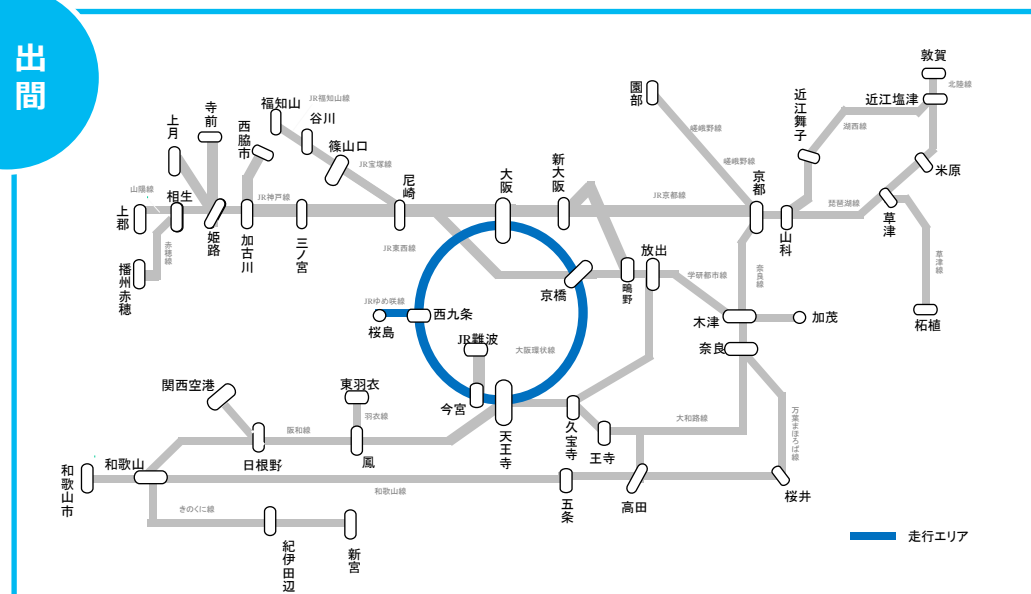 出間
敦賀
北陸線
近江塩津
園部
近江舞子
湖西線
嵯峨野線
嵯峨野線
米原
福知山
JR福知山線
谷川
寺前
上月
西脇市
篠山口
JR宝塚線
尼崎
大阪
新大阪
JR京都線
京都
琵琶湖線
草津
山科
草津線
柘植
山陽線
相生
JR神戸線
上郡
姫路
加古川
三ノ宮
赤穂線
播州赤穂
JR東西線
放出
鴫野
京橋
学研都市線
奈良線
JRゆめ咲線
西九条
桜島
木津
加茂
JR難波
大阪環状線
奈良
関西空港
東羽衣
羽衣線
今宮
阪和線
天王寺
久宝寺
大和路線
王寺
万葉まほろば線
日根野
鳳
和歌山
和歌山市
和歌山線
五条
高田
桜井
きのくに線
紀伊田辺
新宮
走行エリア